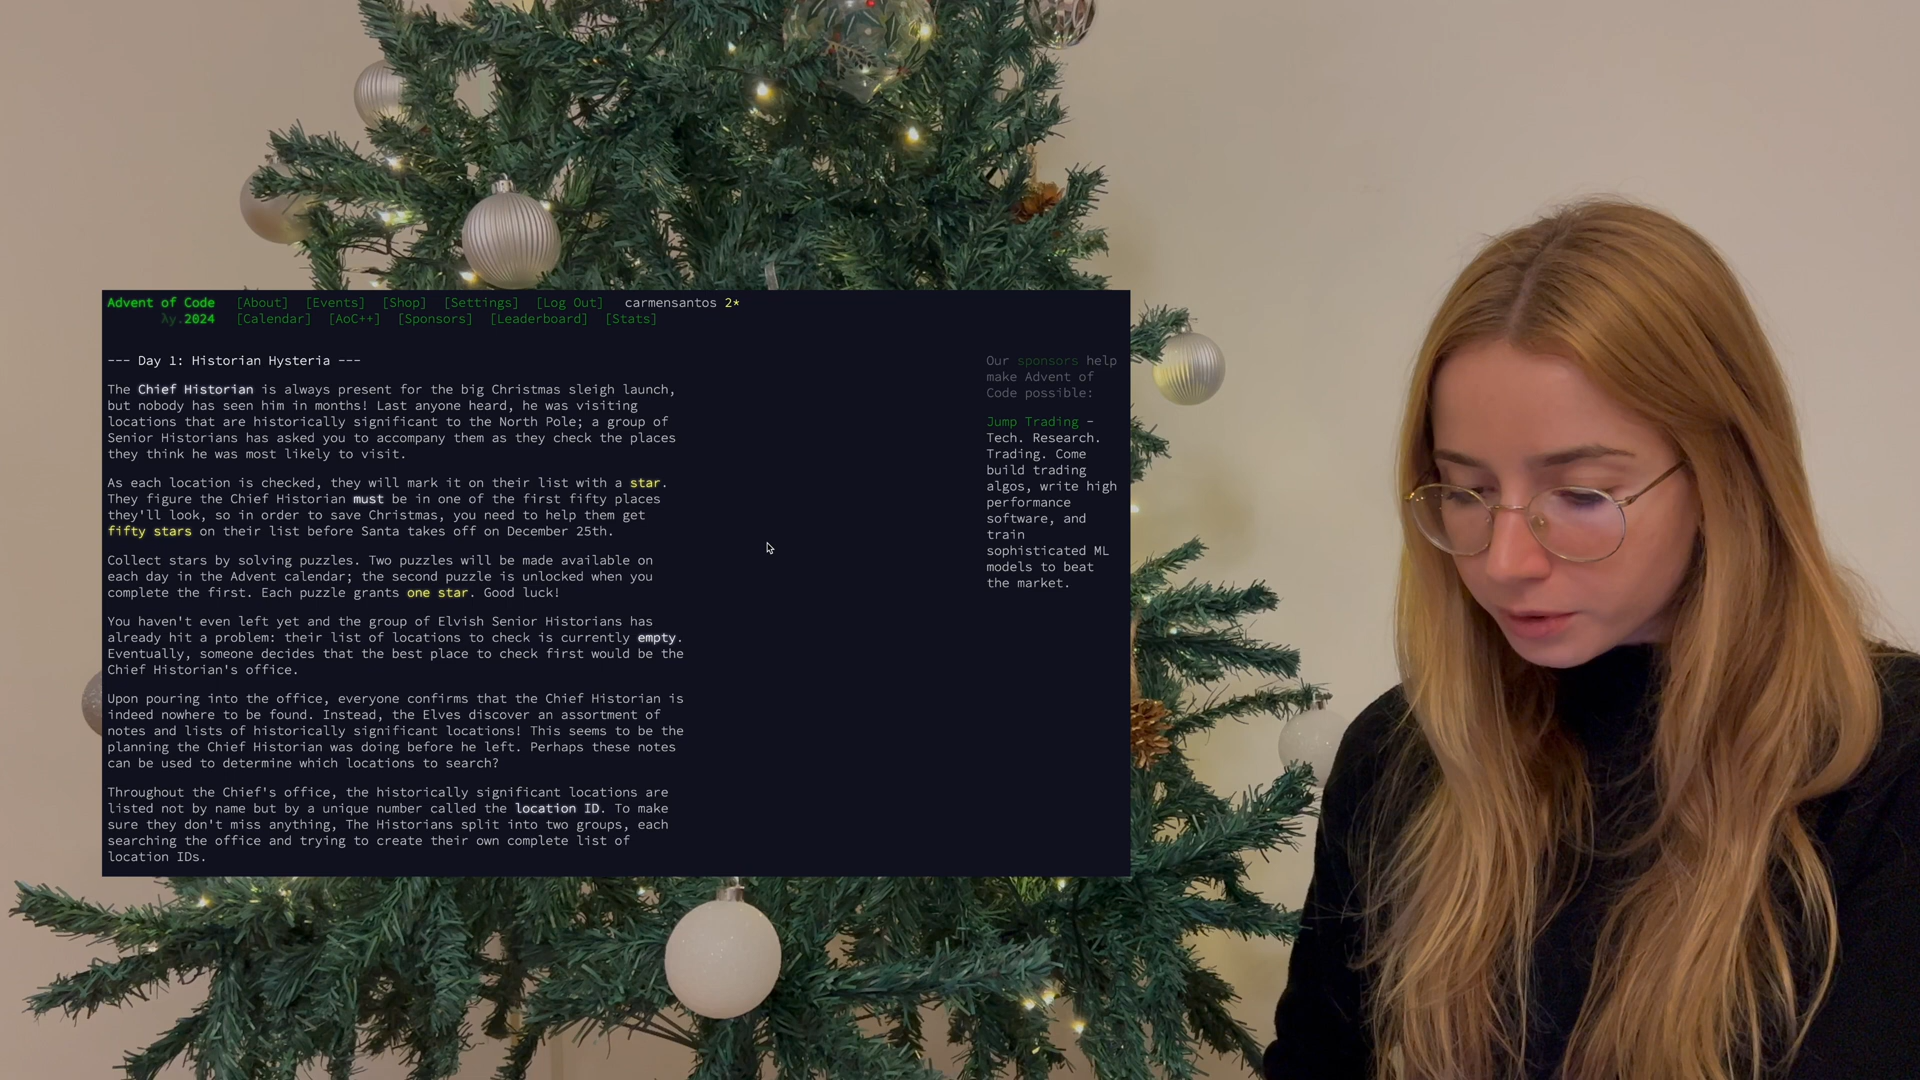 Advent of Code [About] [Events] [Shop] [Settings] [Log Out] carmensantos 2*
λy.2024 [Calendar] [AoC++] [Sponsors] [Leaderboard] [Stats]
--- Day 1: Historian Hysteria ---
The Chief Historian is always present for the big Christmas sleigh launch,
but nobody has seen him in months! Last anyone heard, he was visiting
locations that are historically significant to the North Pole; a group of
Senior Historians has asked you to accompany them as they check the places
they think he was most likely to visit.
As each location is checked, they will mark it on their list with a star.
They figure the Chief Historian must be in one of the first fifty places
they'll look, so in order to save Christmas, you need to help them get
fifty stars on their list before Santa takes off on December 25th.
Collect stars by solving puzzles. Two puzzles will be made available on
each day in the Advent calendar; the second puzzle is unlocked when you
complete the first. Each puzzle grants one star. Good luck!
You haven't even left yet and the group of Elvish Senior Historians has
already hit a problem: their list of locations to check is currently empty.
Eventually, someone decides that the best place to check first would be the
Chief Historian's office.
Upon pouring into the office, everyone confirms that the Chief Historian is
indeed nowhere to be found. Instead, the Elves discover an assortment of
notes and lists of historically significant locations! This seems to be the
planning the Chief Historian was doing before he left. Perhaps these notes
can be used to determine which locations to search?
Throughout the Chief's office, the historically significant locations are
listed not by name but by a unique number called the location ID. To make
sure they don't miss anything, The Historians split into two groups, each
searching the office and trying to create their own complete list of
location IDs.
Our sponsors help
make Advent of
Code possible:
Jump Trading -
Tech. Research.
Trading. Come
build trading
algos, write high
performance
software, and
train
sophisticated ML
models to beat
the market.